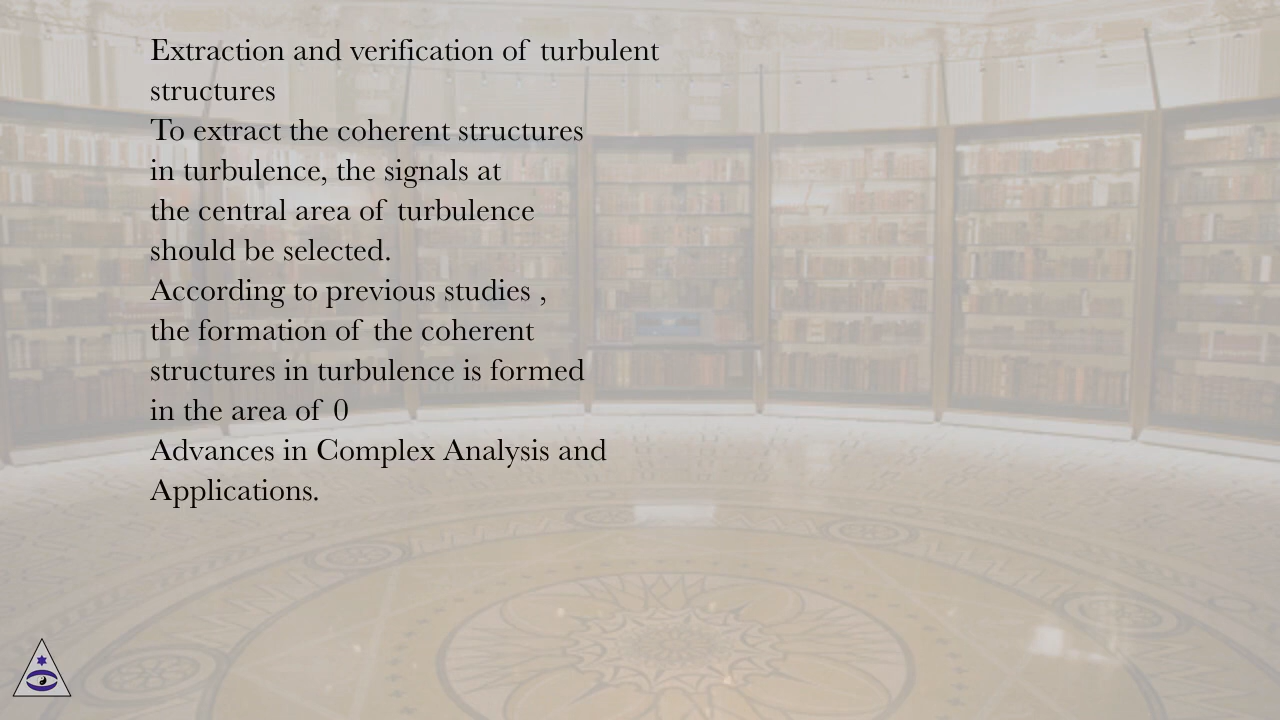 Extraction and verification of turbulent
structures
To extract the coherent structures
in turbulence, the signals at
the central area of turbulence
should be selected.
According to previous studies ,
the formation of the coherent
structures in turbulence is formed
in the area of 0
Advances in Complex Analysis and
Applications.